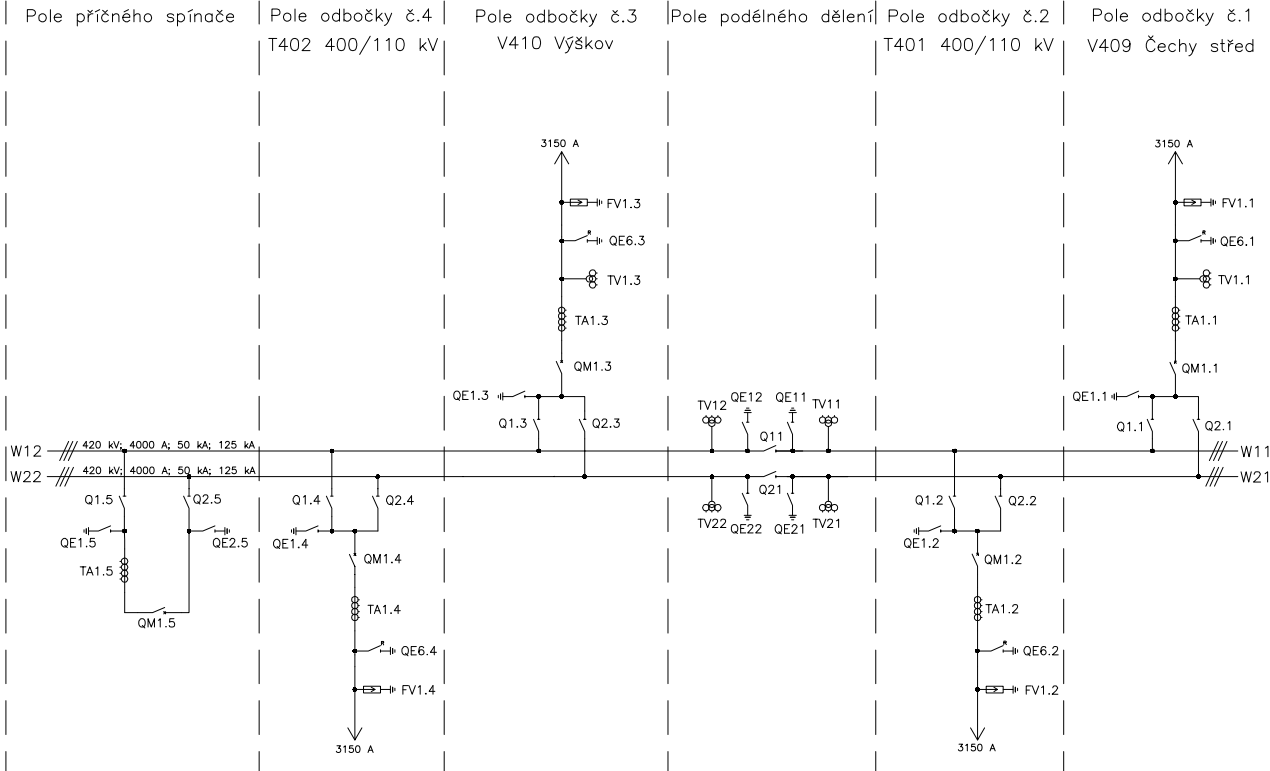 Pole příčného spínače
Pole odbočky č.4
T402 400/110 kV
Pole odbočky č.3
V410 Výškov
Pole podélného dělení
Pole odbočky č.2
T401 400/110 kV
Pole odbočky č.1
V409 Čechy střed
3150 A
3150 A
FV1.3
FV1.1
QE6.3
QE6.1
TV1.3
TV1.1
TA1.3
TA1.1
QM1.3
QM1.1
QE1.3
QE12
QE11
QE1.1
TV12
TV11
Q1.3
Q2.3
Q11
Q1.1
Q2.1
W12
420 kV; 4000 A; 50 kA; 125 kA
W11
W22
420 kV; 4000 A; 50 kA; 125 kA
W21
Q1.5
Q2.5
Q1.4
Q2.4
Q21
Q1.2
Q2.2
TV22
QE22
QE21
TV21
QE1.5
QE2.5
QE1.4
QE1.2
QM1.4
QM1.2
TA1.5
TA1.4
TA1.2
QM1.5
QE6.4
QE6.2
FV1.4
FV1.2
3150 A
3150 A